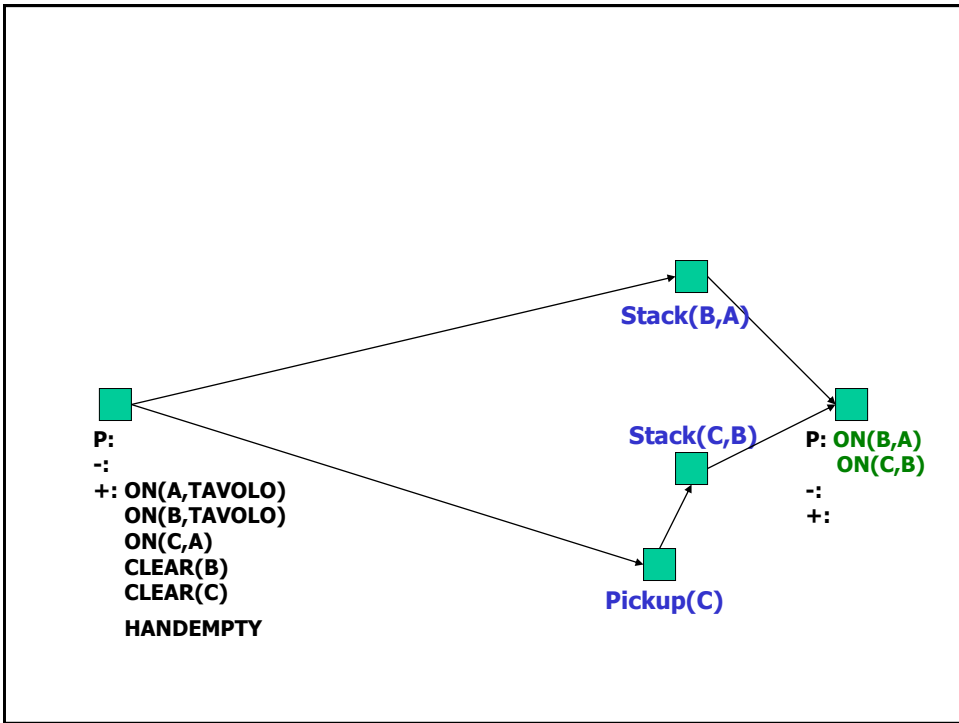 Stack(B,A)
Stack(C,B)
P:
-:
+: ON(A,TAVOLO)
ON(B,TAVOLO)
ON(C,A)
CLEAR(B)
CLEAR(C)
HANDEMPTY
P: ON(B,A)
ON(C,B)
-:
+:
Pickup(C)